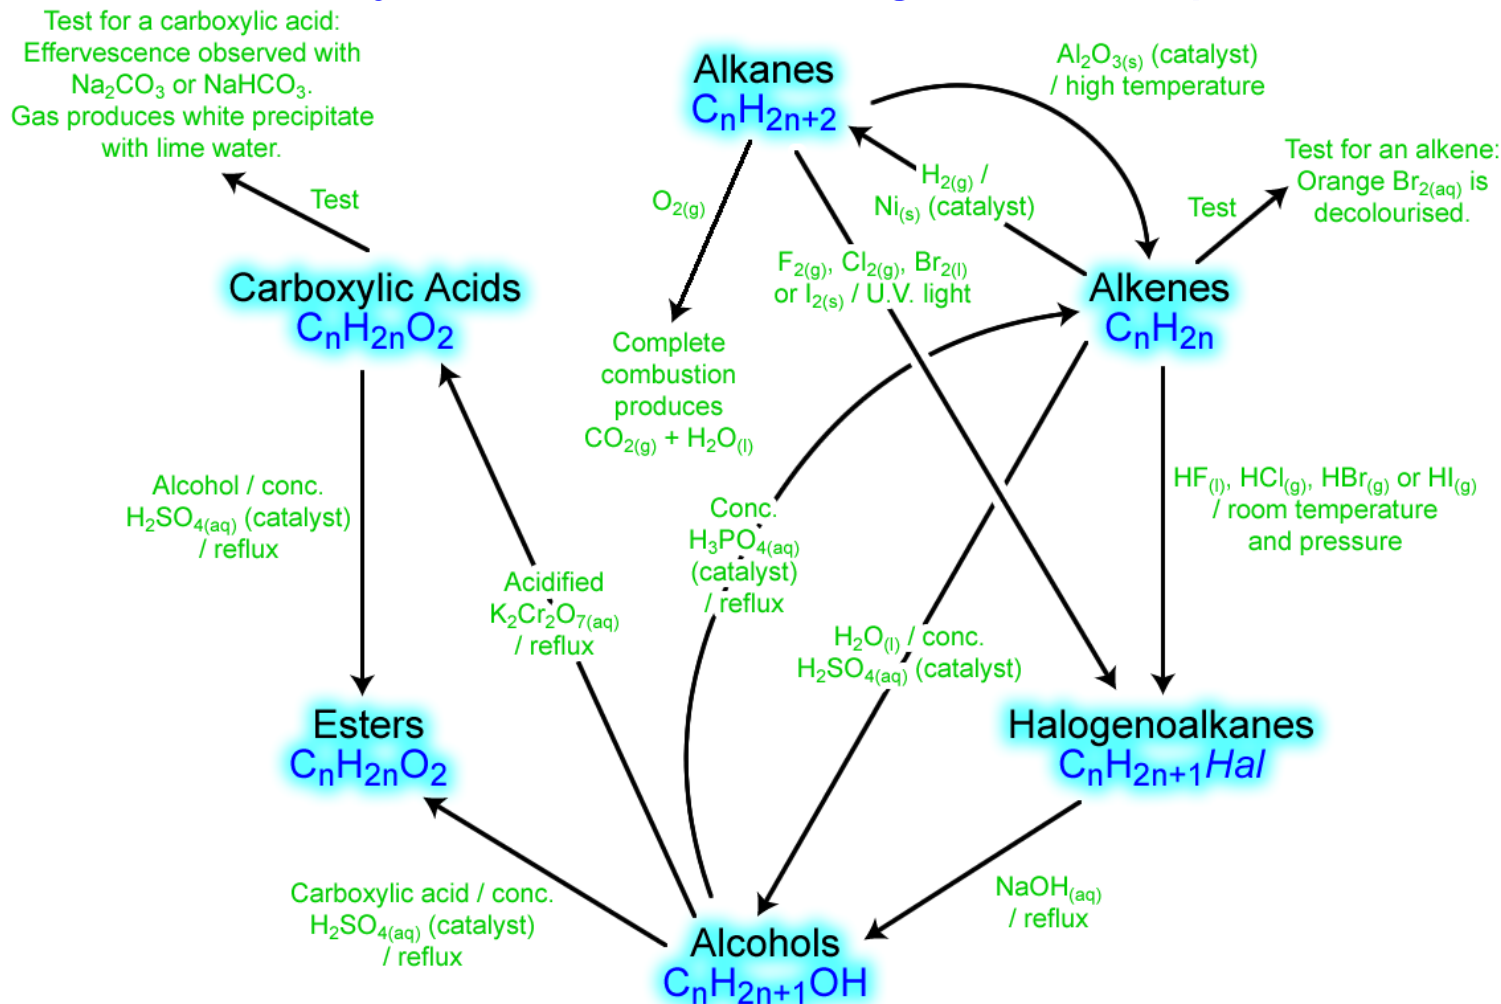 Test for a carboxylic acid:
Effervescence observed with
Na₂CO₃ or NaHCO₃.
Gas produces white precipitate
with lime water.
Test
Alkanes
CₙH₂ₙ₊₂
Al₂O₃₍ₛ₎ (catalyst)
/ high temperature
Test for an alkene:
Orange Br₂(aq) is
decolourised.
Test
H₂(g) /
Ni(s) (catalyst)
O₂(g)
F₂(g), Cl₂(g), Br₂(l)
or I₂(s) / U.V. light
Carboxylic Acids
CₙH₂ₙO₂
Alkenes
CₙH₂ₙ
Complete
combustion
produces
CO₂(g) + H₂O(l)
Alcohol / conc.
H₂SO₄(aq) (catalyst)
/ reflux
Acidified
K₂Cr₂O₇(aq)
/ reflux
Conc.
H₃PO₄(aq)
(catalyst)
/ reflux
HF(l), HCl(g), HBr(g) or HI(g)
/ room temperature
and pressure
H₂O(l) / conc.
H₂SO₄(aq) (catalyst)
Esters
CₙH₂ₙO₂
Halogenoalkanes
CₙH₂ₙ₊₁Hal
Carboxylic acid / conc.
H₂SO₄(aq) (catalyst)
/ reflux
NaOH(aq)
/ reflux
Alcohols
CₙH₂ₙ₊₁OH